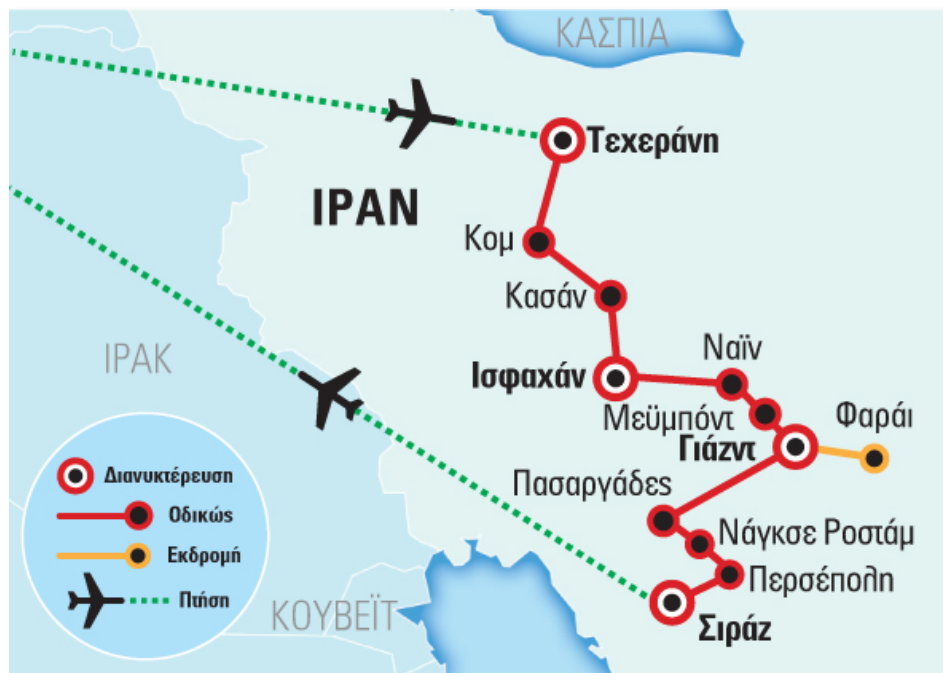 ΚΑΣΠΙΑ
Τεχεράνη
ΙΡΑΝ
Κομ
Κασάν
ΙΡΑΚ
Ναΐν
Ισφαχάν
Μεϋμπόντ
Φαράι
Γιάζντ
Πασαργάδες
Διανυκτέρευση
Οδικώς
Νάγκσε Ροστάμ
Εκδρομή
Περσέπολη
Πτήση
ΚΟΥΒΕΪΤ
Σιράζ